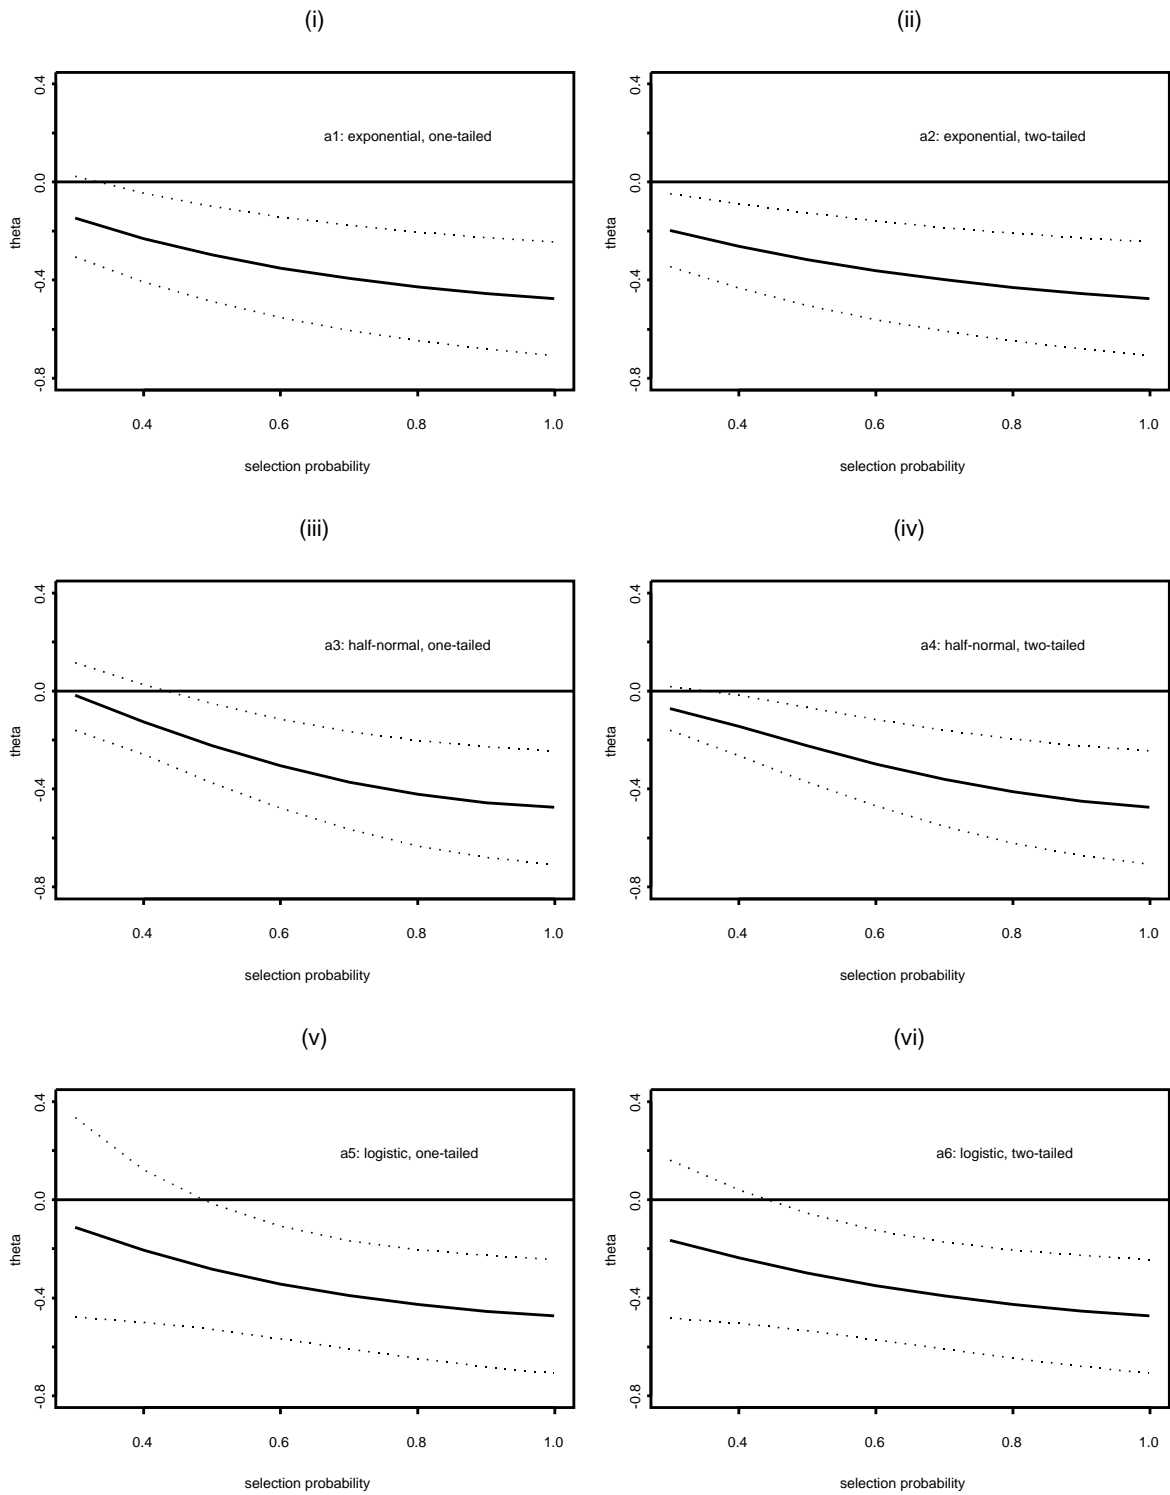 (i)
0.4
0.0
-0.4
-0.8
theta
a1: exponential, one-tailed
0.4 0.6 0.8 1.0
selection probability
(ii)
0.4
0.0
-0.4
-0.8
theta
a2: exponential, two-tailed
0.4 0.6 0.8 1.0
selection probability
(iii)
0.4
0.0
-0.4
-0.8
theta
a3: half-normal, one-tailed
0.4 0.6 0.8 1.0
selection probability
(iv)
0.4
0.0
-0.4
-0.8
theta
a4: half-normal, two-tailed
0.4 0.6 0.8 1.0
selection probability
(v)
0.4
0.0
-0.4
-0.8
theta
a5: logistic, one-tailed
0.4 0.6 0.8 1.0
selection probability
(vi)
0.4
0.0
-0.4
-0.8
theta
a6: logistic, two-tailed
0.4 0.6 0.8 1.0
selection probability